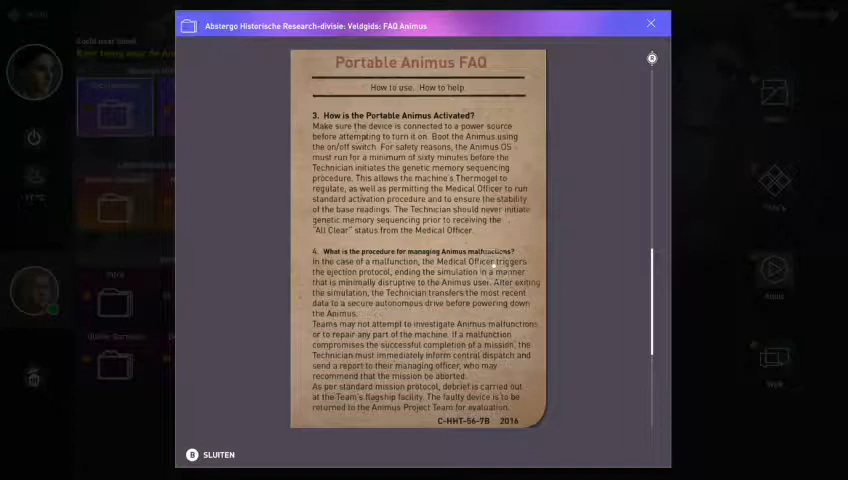 Abstergo Historische Research-divisie: Veldgids: FAQ Animus
Portable Animus FAQ
How to use. How to help
3. How is the Portable Animus Activated?
Make sure the device is connected to a power source
before attempting to turn it on. Boot the Animus using
the on/off switch. For safety reasons, the Animus OS
must run for a minimum of sixty minutes before the
Technician initiates the genetic memory sequencing
procedure. This allows the machine's Thermogel to
regulate, as well as permitting the Medical Officer to run
standard activation procedure and to ensure the stability
of the base readings. The Technician should never initiate
genetic memory sequencing prior to receiving the
"All Clear" status from the Medical Officer.
4. What is the procedure for managing Animus malfunctions?
In the case of a malfunction, the Medical Officer triggers
the ejection protocol, ending the simulation in a manner
that is minimally disruptive to the Animus user. After exiting
the simulation, the Technician transfers the most recent
data to a secure autonomous drive before powering down
the Animus.
Teams may not attempt to investigate Animus malfunctions
or to repair any part of the machine. If a malfunction
compromises the successful completion of a mission, the
Technician must immediately inform central dispatch and
send a report to their managing officer, who may
recommend that the mission be aborted.
As per standard mission protocol, debrief is carried out
at the Team's flagship facility. The faulty device is to be
returned to the Animus Project Team for evaluation.
C-HHT-56-7B 2016
B SLUITEN